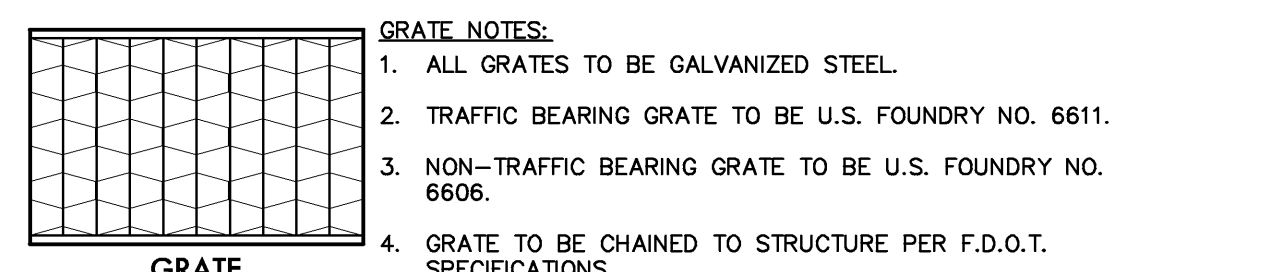 GRATE NOTES:
1. ALL GRATES TO BE GALVANIZED STEEL.
2. TRAFFIC BEARING GRATE TO BE U.S. FOUNDRY NO. 6611.
3. NON-TRAFFIC BEARING GRATE TO BE U.S. FOUNDRY NO.
6606.
4. GRATE TO BE CHAINED TO STRUCTURE PER F.D.O.T.
SPECIFICATIONS
GRATE